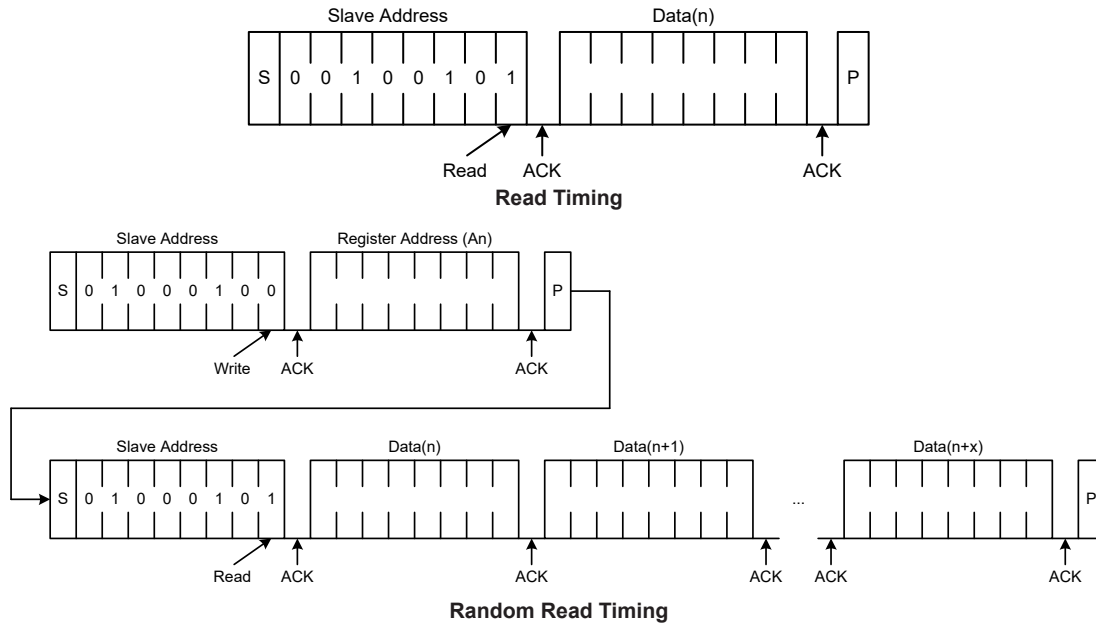 Slave Address Data(n)
S 0 0 1 0 0 1 0 1 P
Read ACK ACK
Read Timing
Slave Address Register Address (An)
S 0 1 0 0 0 1 0 0 P
Write ACK ACK
Slave Address Data(n) Data(n+1) Data(n+x)
S 0 1 0 0 0 1 0 1 ... P
Read ACK ACK ACK ACK ACK
Random Read Timing